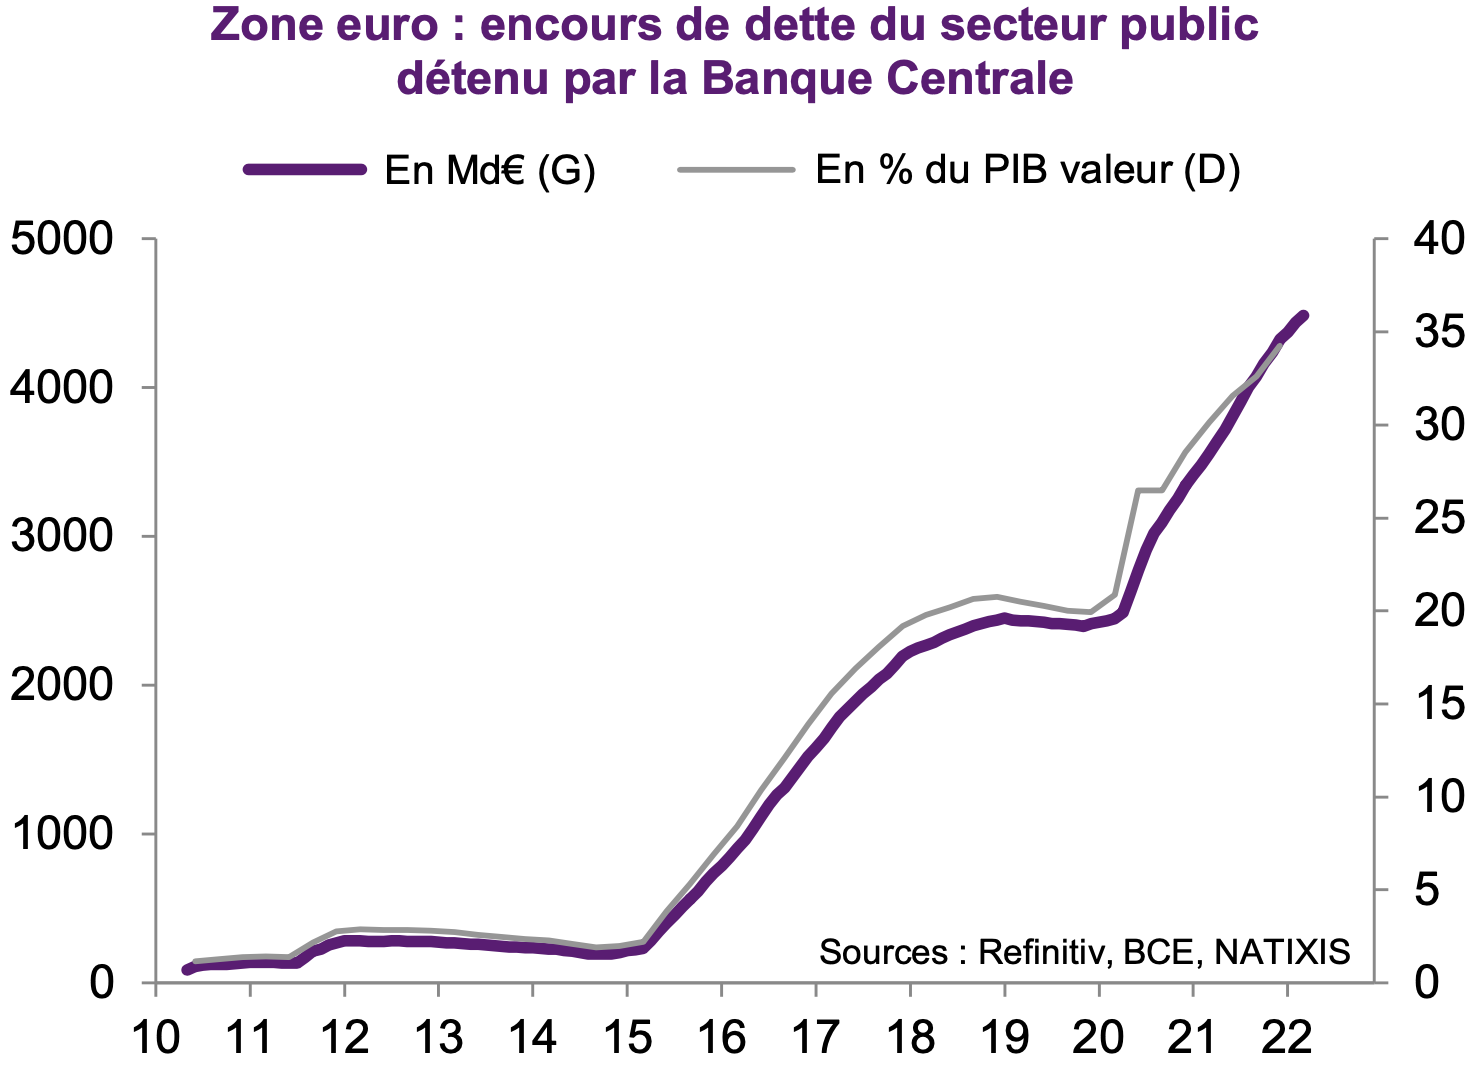 Zone euro : encours de dette du secteur public
détenu par la Banque Centrale
En Md€ (G) En % du PIB valeur (D)
5000 40
35
4000
30
3000
25
20
2000
15
10
1000
5
Sources : Refinitiv, BCE, NATIXIS
0 0
10 11 12 13 14 15 16 17 18 19 20 21 22